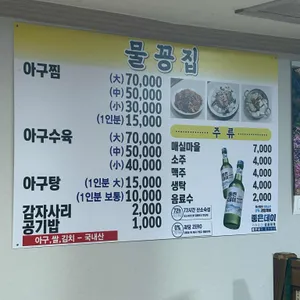 물꽁집
아구찜 (大) 70,000
(中) 50,000
(小) 30,000
(1인분) 15,000
아구수육 (大) 70,000
(中) 50,000
(小) 40,000
아구탕 (1인분 大) 15,000
(1인분 보통) 10,000
감자사리 2,000
공기밥 1,000
아구,쌀,김치 - 국내산
주 류
매실마을 7,000
소주 4,000
맥주 4,000
생탁 4,000
음료수 2,000
좋은데이